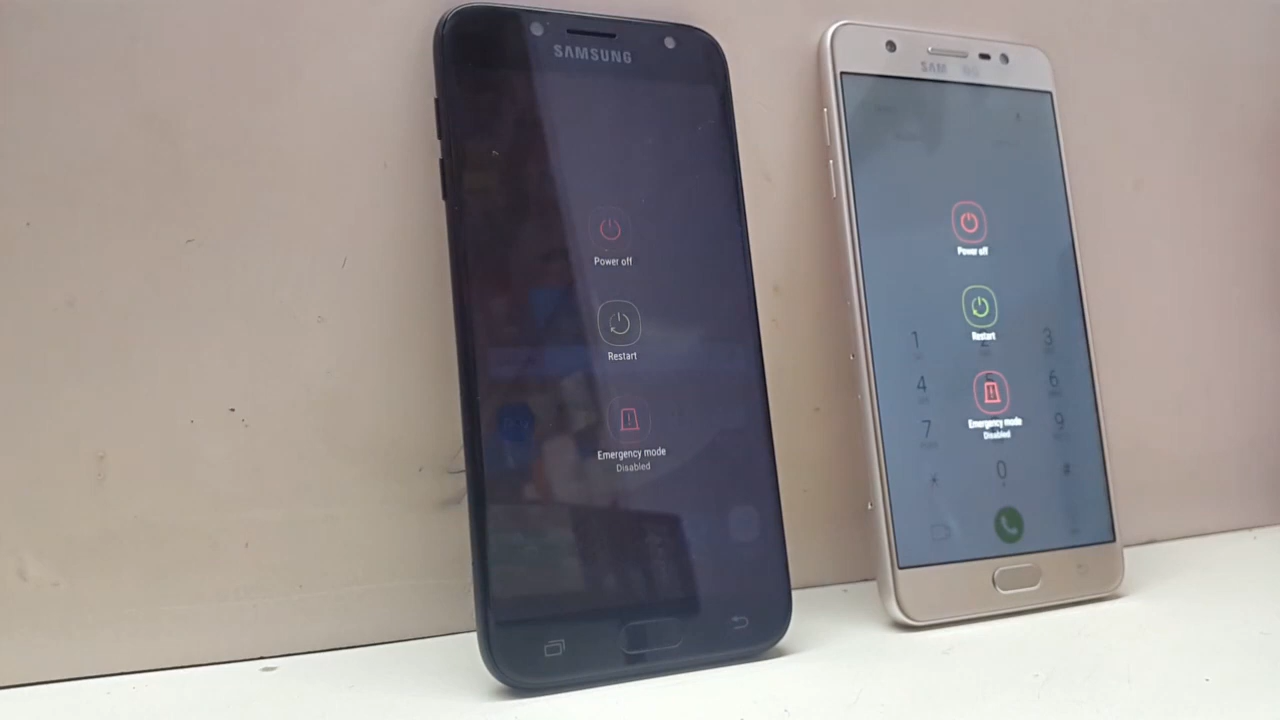 SAMSUNG
Power off
Restart
Emergency mode
Disabled
SAM
Power off
Restart
Emergency mode
Disabled
1
3
4
6
7
9
*
0
#